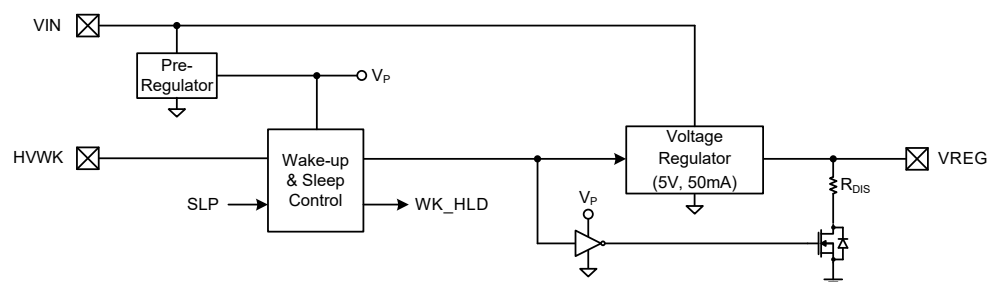 VIN
Pre-
Regulator
VP
HVWK
Wake-up
& Sleep
Control
SLP
WK_HLD
Voltage
Regulator
(5V, 50mA)
VREG
RDIS
VP